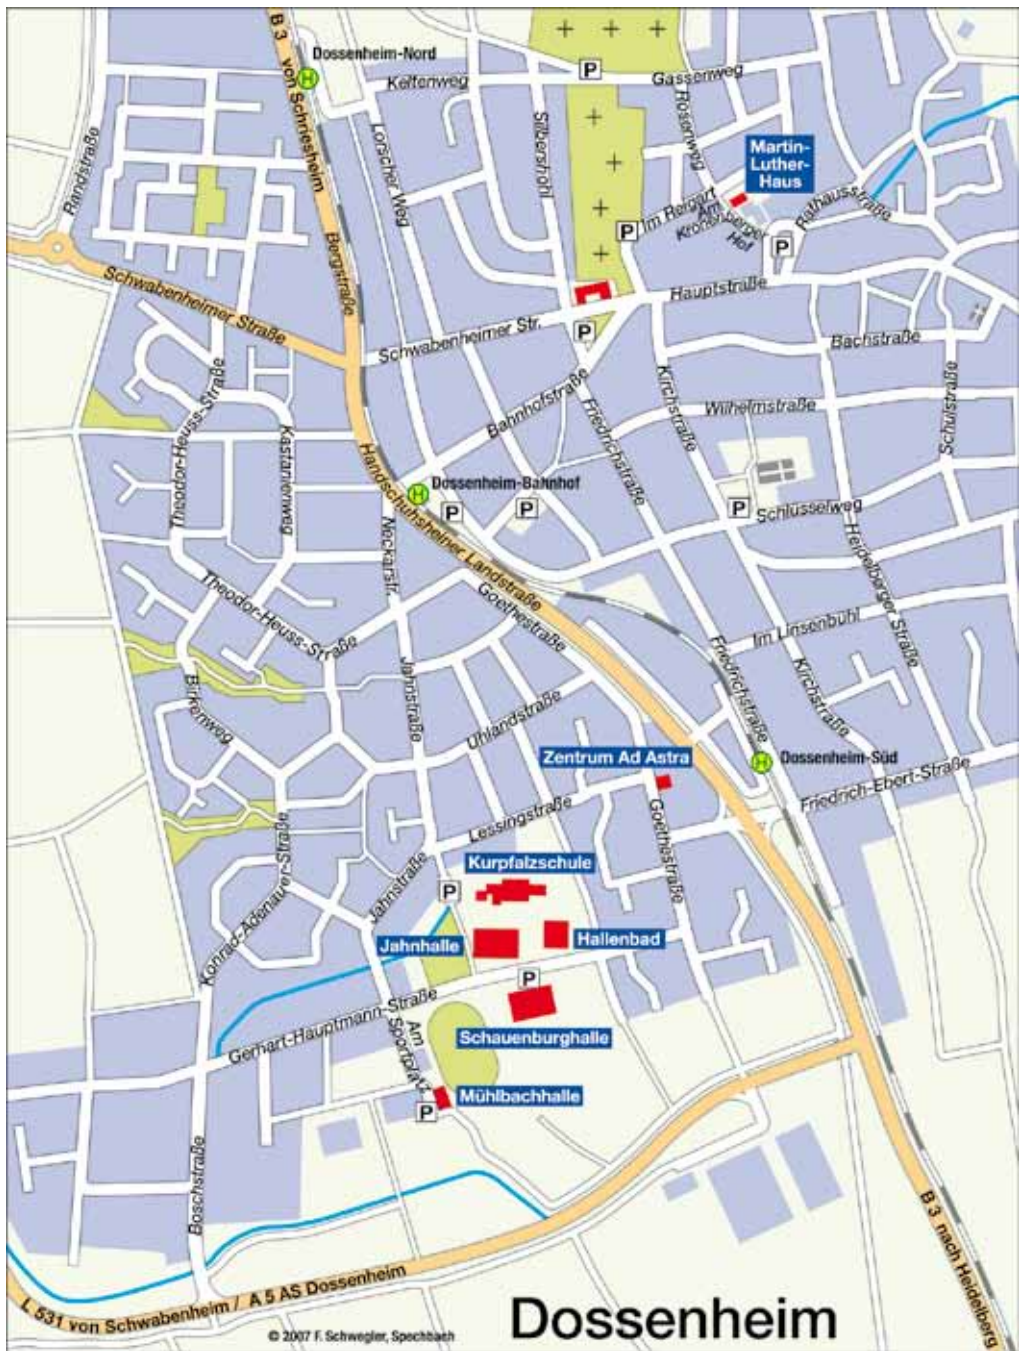 B 3 von Schriesheim
Dossenheim-Nord
H
P
Keltenweg
Gassenweg
Randstraße
Lorscher Weg
Silberhohl
Rosenweg
Martin-
Luther-
Haus
Im Rergart
Am
Kronenberger
Hof
Rathausstraße
P
P
Bergstraße
Schwabenheimer Straße
Hauptstraße
Schwabenheimer Str.
P
Bachstraße
Theodor-Heuss-Straße
Kastanienweg
Bahnhofstraße
Friedrichstraße
Kirchstraße
Wilhelmstraße
Schulstraße
Handschuhsheimer Landstraße
H
Dossenheim-Bahnhof
P
P
P
Schlüsselweg
Neckarstr.
Heidelberger Straße
Theodor-Heuss-Straße
Goethestraße
Im Linsenbühl
Jahnstraße
Friedrichstraße
Kirchstraße
Birkenweg
Uhlandstraße
Zentrum Ad Astra
H
Dossenheim-Süd
Friedrich-Ebert-Straße
Lessingstraße
Goethestraße
Konrad-Adenauer-Straße
Jahnstraße
Kurpfalzschule
P
Jahnhalle
Hallenbad
P
Gerhart-Hauptmann-Straße
Am
Sportplatz
Schauenburghalle
Mühlbachhalle
P
Boschstraße
B 3 nach Heidelberg
L 531 von Schwabenheim / A 5 AS Dossenheim
© 2007 F. Schwegler, Spechbach
Dossenheim